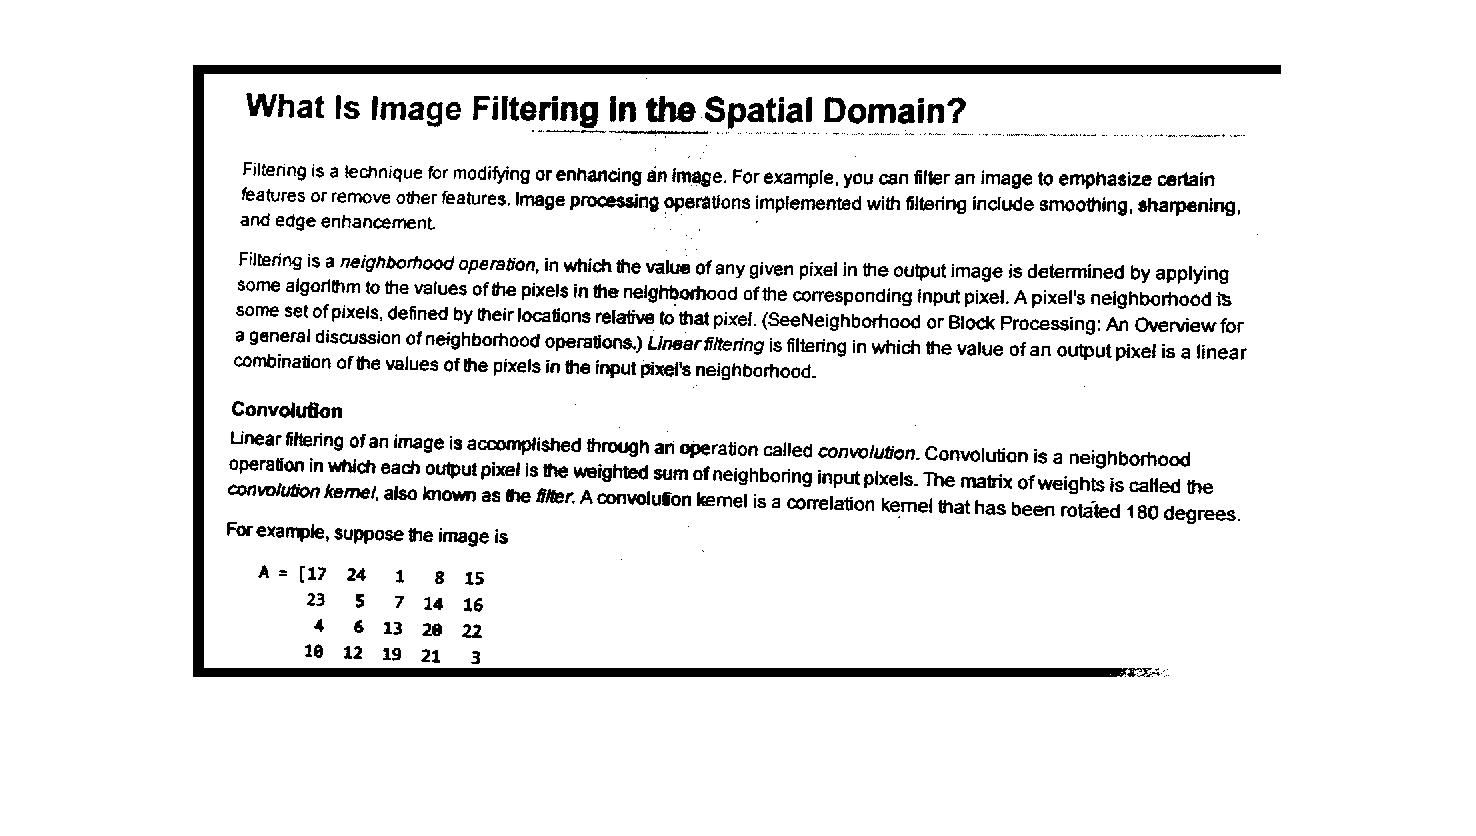 What Is Image Filtering in the Spatial Domain?
Filtering is a technique for modifying or enhancing an image. For example, you can filter an image to emphasize certain
features or remove other features. Image processing operations implemented with filtering include smoothing, sharpening,
and edge enhancement.
Filtering is a neighborhood operation, in which the value of any given pixel in the output image is determined by applying
some algorithm to the values of the pixels in the neighborhood of the corresponding input pixel. A pixel's neighborhood is
some set of pixels, defined by their locations relative to that pixel. (SeeNeighborhood or Block Processing: An Overview for
a general discussion of neighborhood operations.) Linear filtering is filtering in which the value of an output pixel is a linear
combination of the values of the pixels in the input pixel's neighborhood.
Convolution
Linear filtering of an image is accomplished through an operation called convolution. Convolution is a neighborhood
operation in which each output pixel is the weighted sum of neighboring input pixels. The matrix of weights is called the
convolution kernel, also known as the filter. A convolution kernel is a correlation kernel that has been rotated 180 degrees.
For example, suppose the image is
A = [17 24 1 8 15
23 5 7 14 16
4 6 13 20 22
10 12 19 21 3